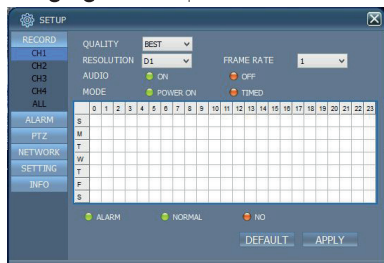 SETUP
RECORD
CH1
CH2
CH3
CH4
ALL
ALARM
PTZ
NETWORK
SETTING
INFO
QUALITY BEST
RESOLUTION D1 FRAME RATE 1
AUDIO ON OFF
MODE POWER ON TIMED
0 1 2 3 4 5 6 7 8 9 10 11 12 13 14 15 16 17 18 19 20 21 22 23
S
M
T
W
T
F
S
ALARM NORMAL NO
DEFAULT APPLY